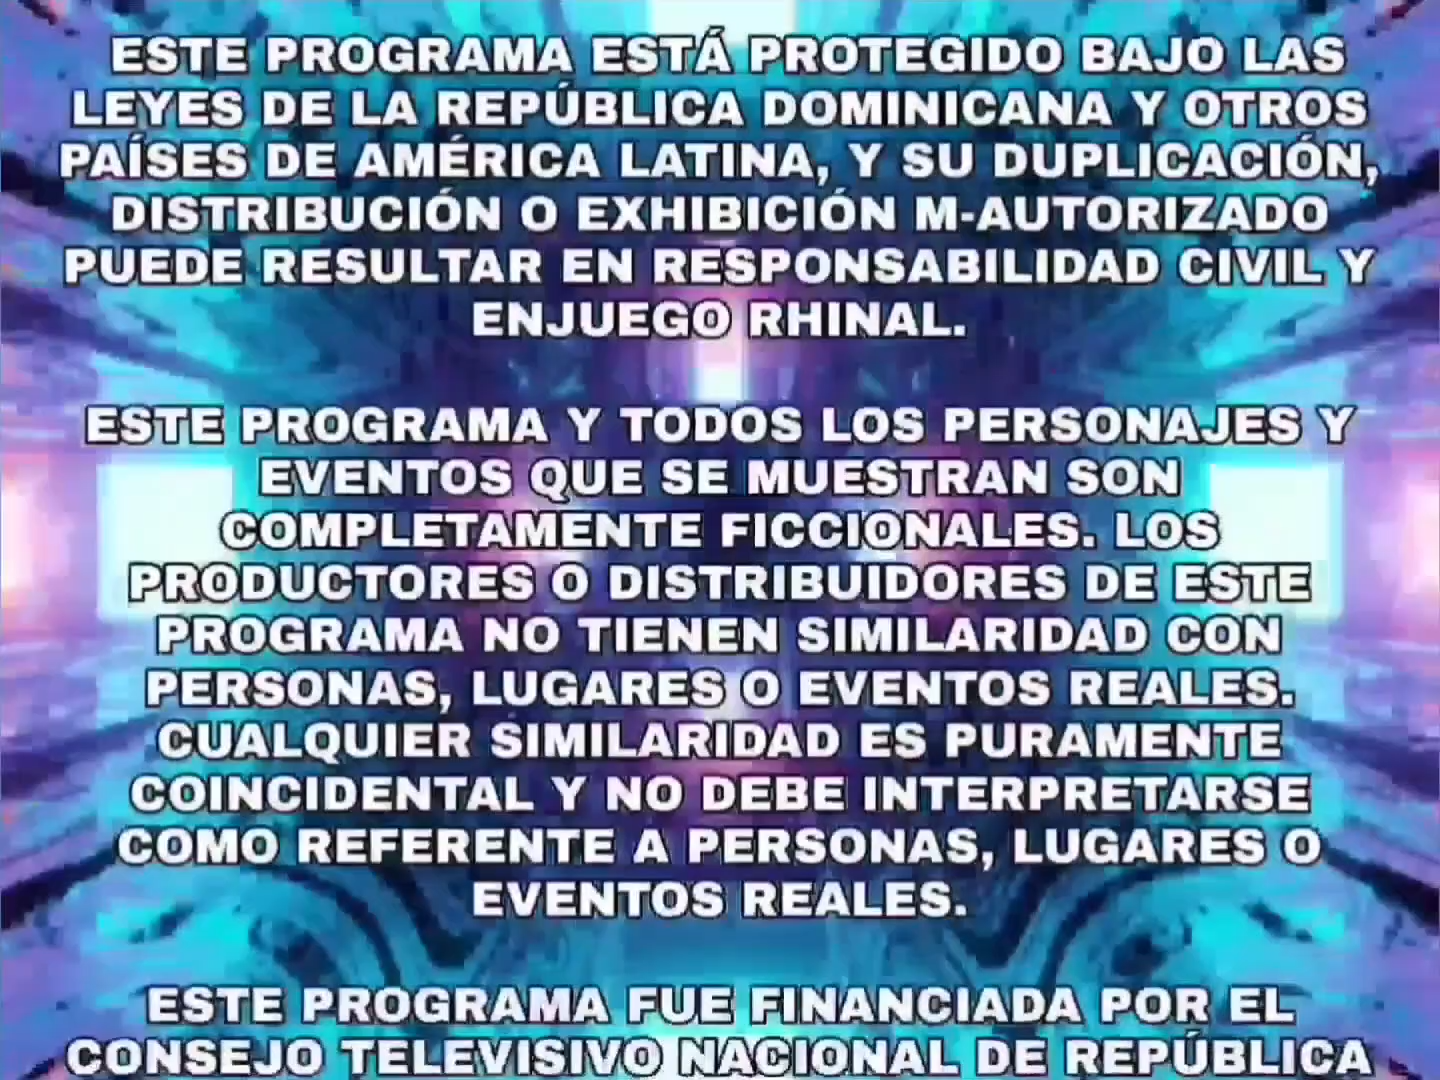 ESTE PROGRAMA ESTÁ PROTEGIDO BAJO LAS
LEYES DE LA REPÚBLICA DOMINICANA Y OTROS
PAÍSES DE AMÉRICA LATINA, Y SU DUPLICACIÓN,
DISTRIBUCIÓN O EXHIBICIÓN M-AUTORIZADO
PUEDE RESULTAR EN RESPONSABILIDAD CIVIL Y
ENJUEGO RHINAL.
ESTE PROGRAMA Y TODOS LOS PERSONAJES Y
EVENTOS QUE SE MUESTRAN SON
COMPLETAMENTE FICCIONALES. LOS
PRODUCTORES O DISTRIBUIDORES DE ESTE
PROGRAMA NO TIENEN SIMILARIDAD CON
PERSONAS, LUGARES O EVENTOS REALES.
CUALQUIER SIMILARIDAD ES PURAMENTE
COINCIDENTAL Y NO DEBE INTERPRETARSE
COMO REFERENTE A PERSONAS, LUGARES O
EVENTOS REALES.
ESTE PROGRAMA FUE FINANCIADA POR EL
CONSEJO TELEVISIVO NACIONAL DE REPÚBLICA